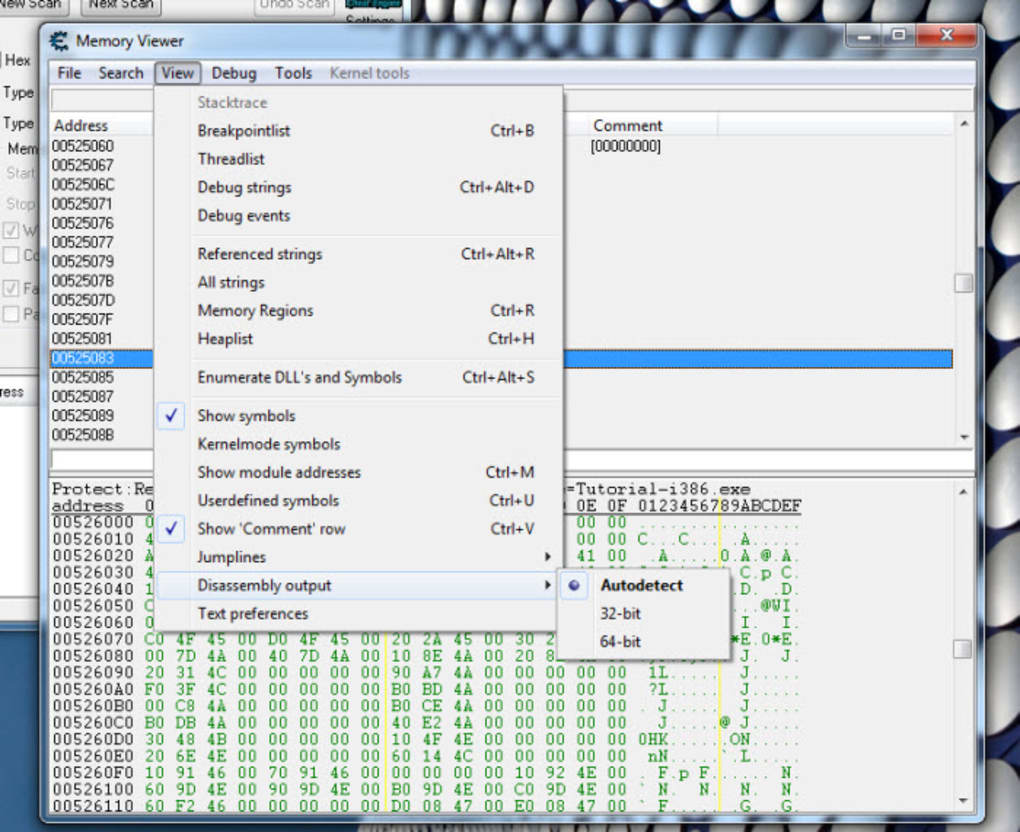 New Scan Next Scan Undo Scan Cheat Engine
Settings
Memory Viewer
Hex
Type
Type
Mem
Start
Stop
File Search View Debug Tools Kernel tools
Stacktrace
Breakpointlist Ctrl+B
Threadlist
Debug strings Ctrl+Alt+D
Debug events
Referenced strings Ctrl+Alt+R
All strings
Memory Regions Ctrl+R
Heaplist Ctrl+H
Enumerate DLL's and Symbols Ctrl+Alt+S
Show symbols
Kernelmode symbols
Show module addresses Ctrl+M
Userdefined symbols Ctrl+U
Show 'Comment' row Ctrl+V
Jumplines
Disassembly output
Text preferences
Autodetect
32-bit
64-bit
Address Comment
00525060 [00000000]
00525067
0052506C
00525071
00525076
00525077
00525079
0052507B
0052507D
0052507F
00525081
00525083
00525085
00525087
00525089
0052508B
Protect:Re =Tutorial-i386.exe
address 0 0E 0F 0123456789ABCDEF
00526000 0 00 00
00526010 4 00 00 C...C....A.....
00526020 A 41 00 .A......0.A.@.A.
00526030 4
00526040 1
00526050 C
00526060 0
00526070 C0 4F 45 00 D0 4F 45 00 20 2A 45 00 30 2
00526080 00 7D 4A 00 40 7D 4A 00 10 8E 4A 00 20 8
00526090 20 31 4C 00 00 00 00 00 90 A7 4A 00 00 00 00 00
005260A0 F0 3F 4C 00 00 00 00 00 B0 BD 4A 00 00 00 00 00
005260B0 00 C8 4A 00 00 00 00 00 B0 CE 4A 00 00 00 00 00
005260C0 B0 DB 4A 00 00 00 00 00 40 E2 4A 00 00 00 00 00
005260D0 30 48 4B 00 00 00 00 00 10 4F 4E 00 00 00 00 00 0HK......ON.....
005260E0 20 6E 4E 00 00 00 00 00 60 14 4C 00 00 00 00 00 nN.....`.L.....
005260F0 10 91 46 00 70 91 46 00 00 00 00 00 10 92 4E 00 ..F.p.F.......N.
00526100 60 9D 4E 00 90 9D 4E 00 B0 9D 4E 00 C0 9D 4E 00 `.N...N...N...N.
00526110 60 F2 46 00 00 00 00 00 D0 08 47 00 E0 08 47 00 `.F.......G...G.